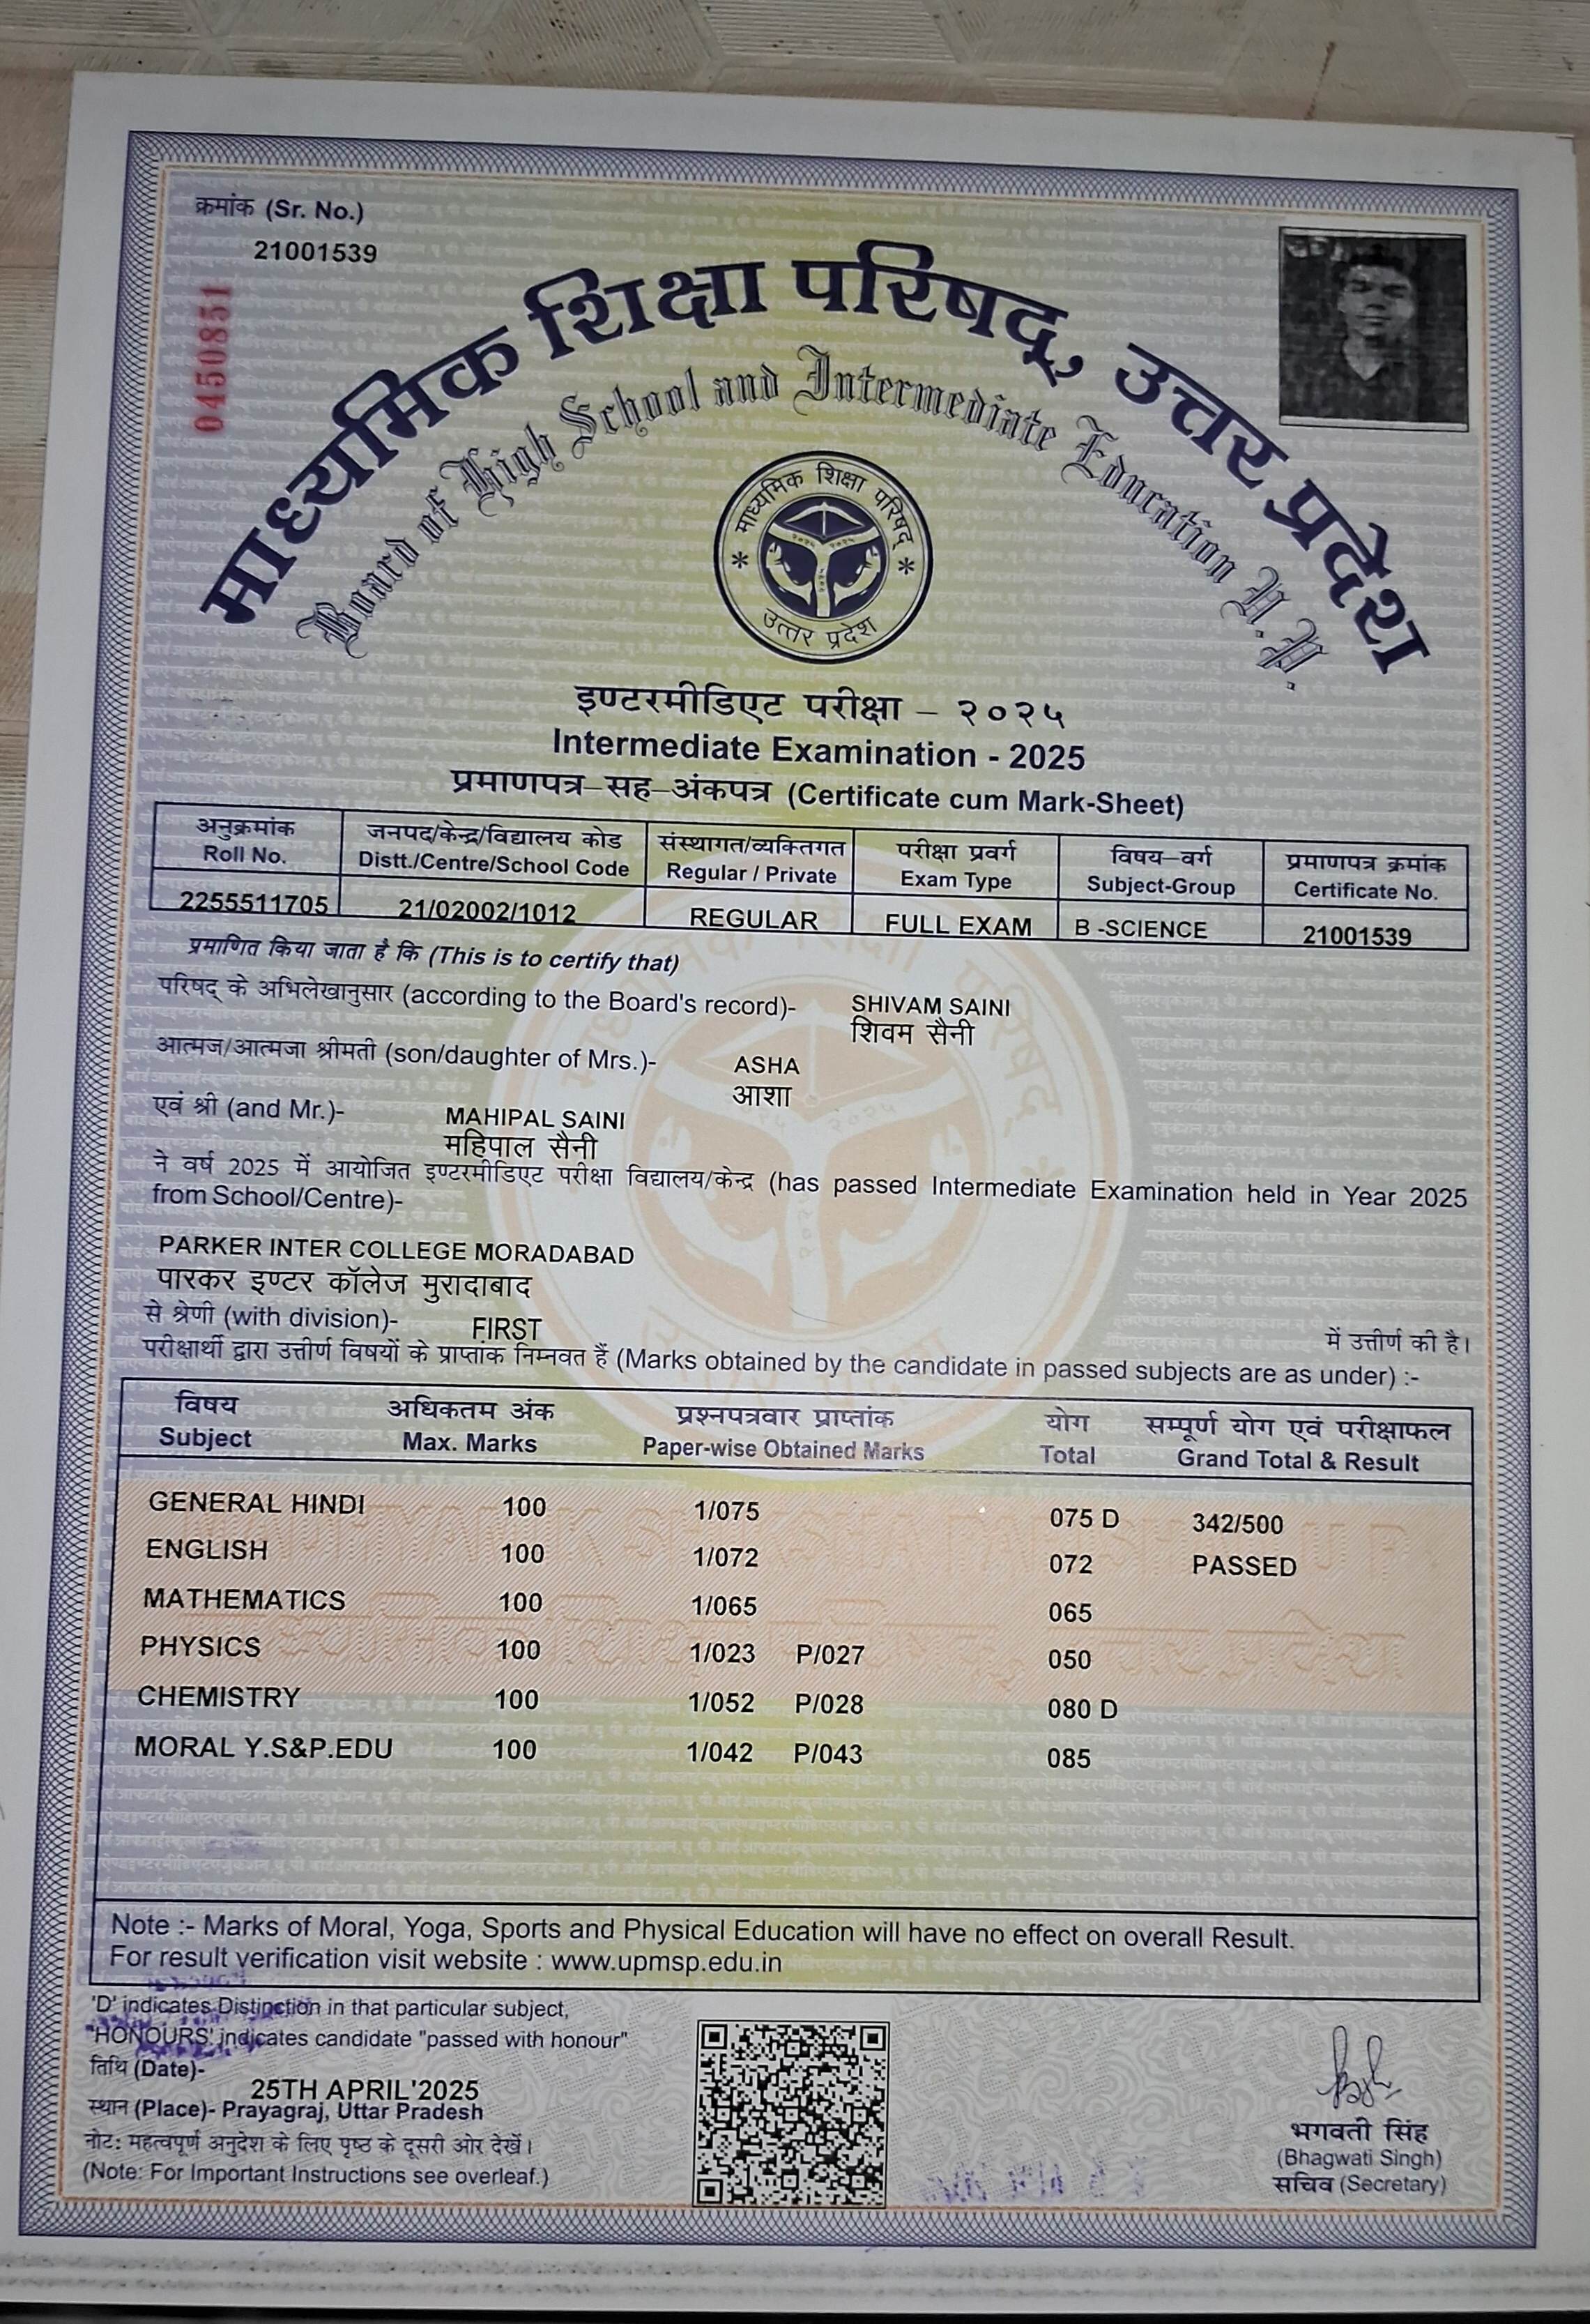 क्रमांक (Sr. No.)
21001539
0450851
माध्यमिक शिक्षा परिषद्, उत्तर प्रदेश
Board of High School and Intermediate Education U.P.
माध्यमिक शिक्षा परिषद्
उत्तर प्रदेश
इण्टरमीडिएट परीक्षा – २०२५
Intermediate Examination - 2025
प्रमाणपत्र–सह–अंकपत्र (Certificate cum Mark-Sheet)
अनुक्रमांक जनपद/केन्द्र/विद्यालय कोड संस्थागत/व्यक्तिगत परीक्षा प्रवर्ग विषय–वर्ग प्रमाणपत्र क्रमांक
Roll No. Distt./Centre/School Code Regular / Private Exam Type Subject-Group Certificate No.
2255511705 21/02002/1012 REGULAR FULL EXAM B -SCIENCE 21001539
प्रमाणित किया जाता है कि (This is to certify that)
परिषद् के अभिलेखानुसार (according to the Board's record)- SHIVAM SAINI
शिवम सैनी
आत्मज/आत्मजा श्रीमती (son/daughter of Mrs.)- ASHA
आशा
एवं श्री (and Mr.)- MAHIPAL SAINI
महिपाल सैनी
ने वर्ष 2025 में आयोजित इण्टरमीडिएट परीक्षा विद्यालय/केन्द्र (has passed Intermediate Examination held in Year 2025
from School/Centre)-
PARKER INTER COLLEGE MORADABAD
पारकर इण्टर कॉलेज मुरादाबाद
से श्रेणी (with division)- FIRST में उत्तीर्ण की है।
परीक्षार्थी द्वारा उत्तीर्ण विषयों के प्राप्तांक निम्नवत हैं (Marks obtained by the candidate in passed subjects are as under) :-
विषय अधिकतम अंक प्रश्नपत्रवार प्राप्तांक योग सम्पूर्ण योग एवं परीक्षाफल
Subject Max. Marks Paper-wise Obtained Marks Total Grand Total & Result
GENERAL HINDI 100 1/075 075 D 342/500
ENGLISH 100 1/072 072 PASSED
MATHEMATICS 100 1/065 065
PHYSICS 100 1/023 P/027 050
CHEMISTRY 100 1/052 P/028 080 D
MORAL Y.S&P.EDU 100 1/042 P/043 085
Note :- Marks of Moral, Yoga, Sports and Physical Education will have no effect on overall Result.
For result verification visit website : www.upmsp.edu.in
'D' indicates Distinction in that particular subject,
'HONOURS' indicates candidate "passed with honour"
तिथि (Date)-
25TH APRIL'2025
स्थान (Place)- Prayagraj, Uttar Pradesh
नोट: महत्वपूर्ण अनुदेश के लिए पृष्ठ के दूसरी ओर देखें।
(Note: For Important Instructions see overleaf.)
भगवती सिंह
(Bhagwati Singh)
सचिव (Secretary)